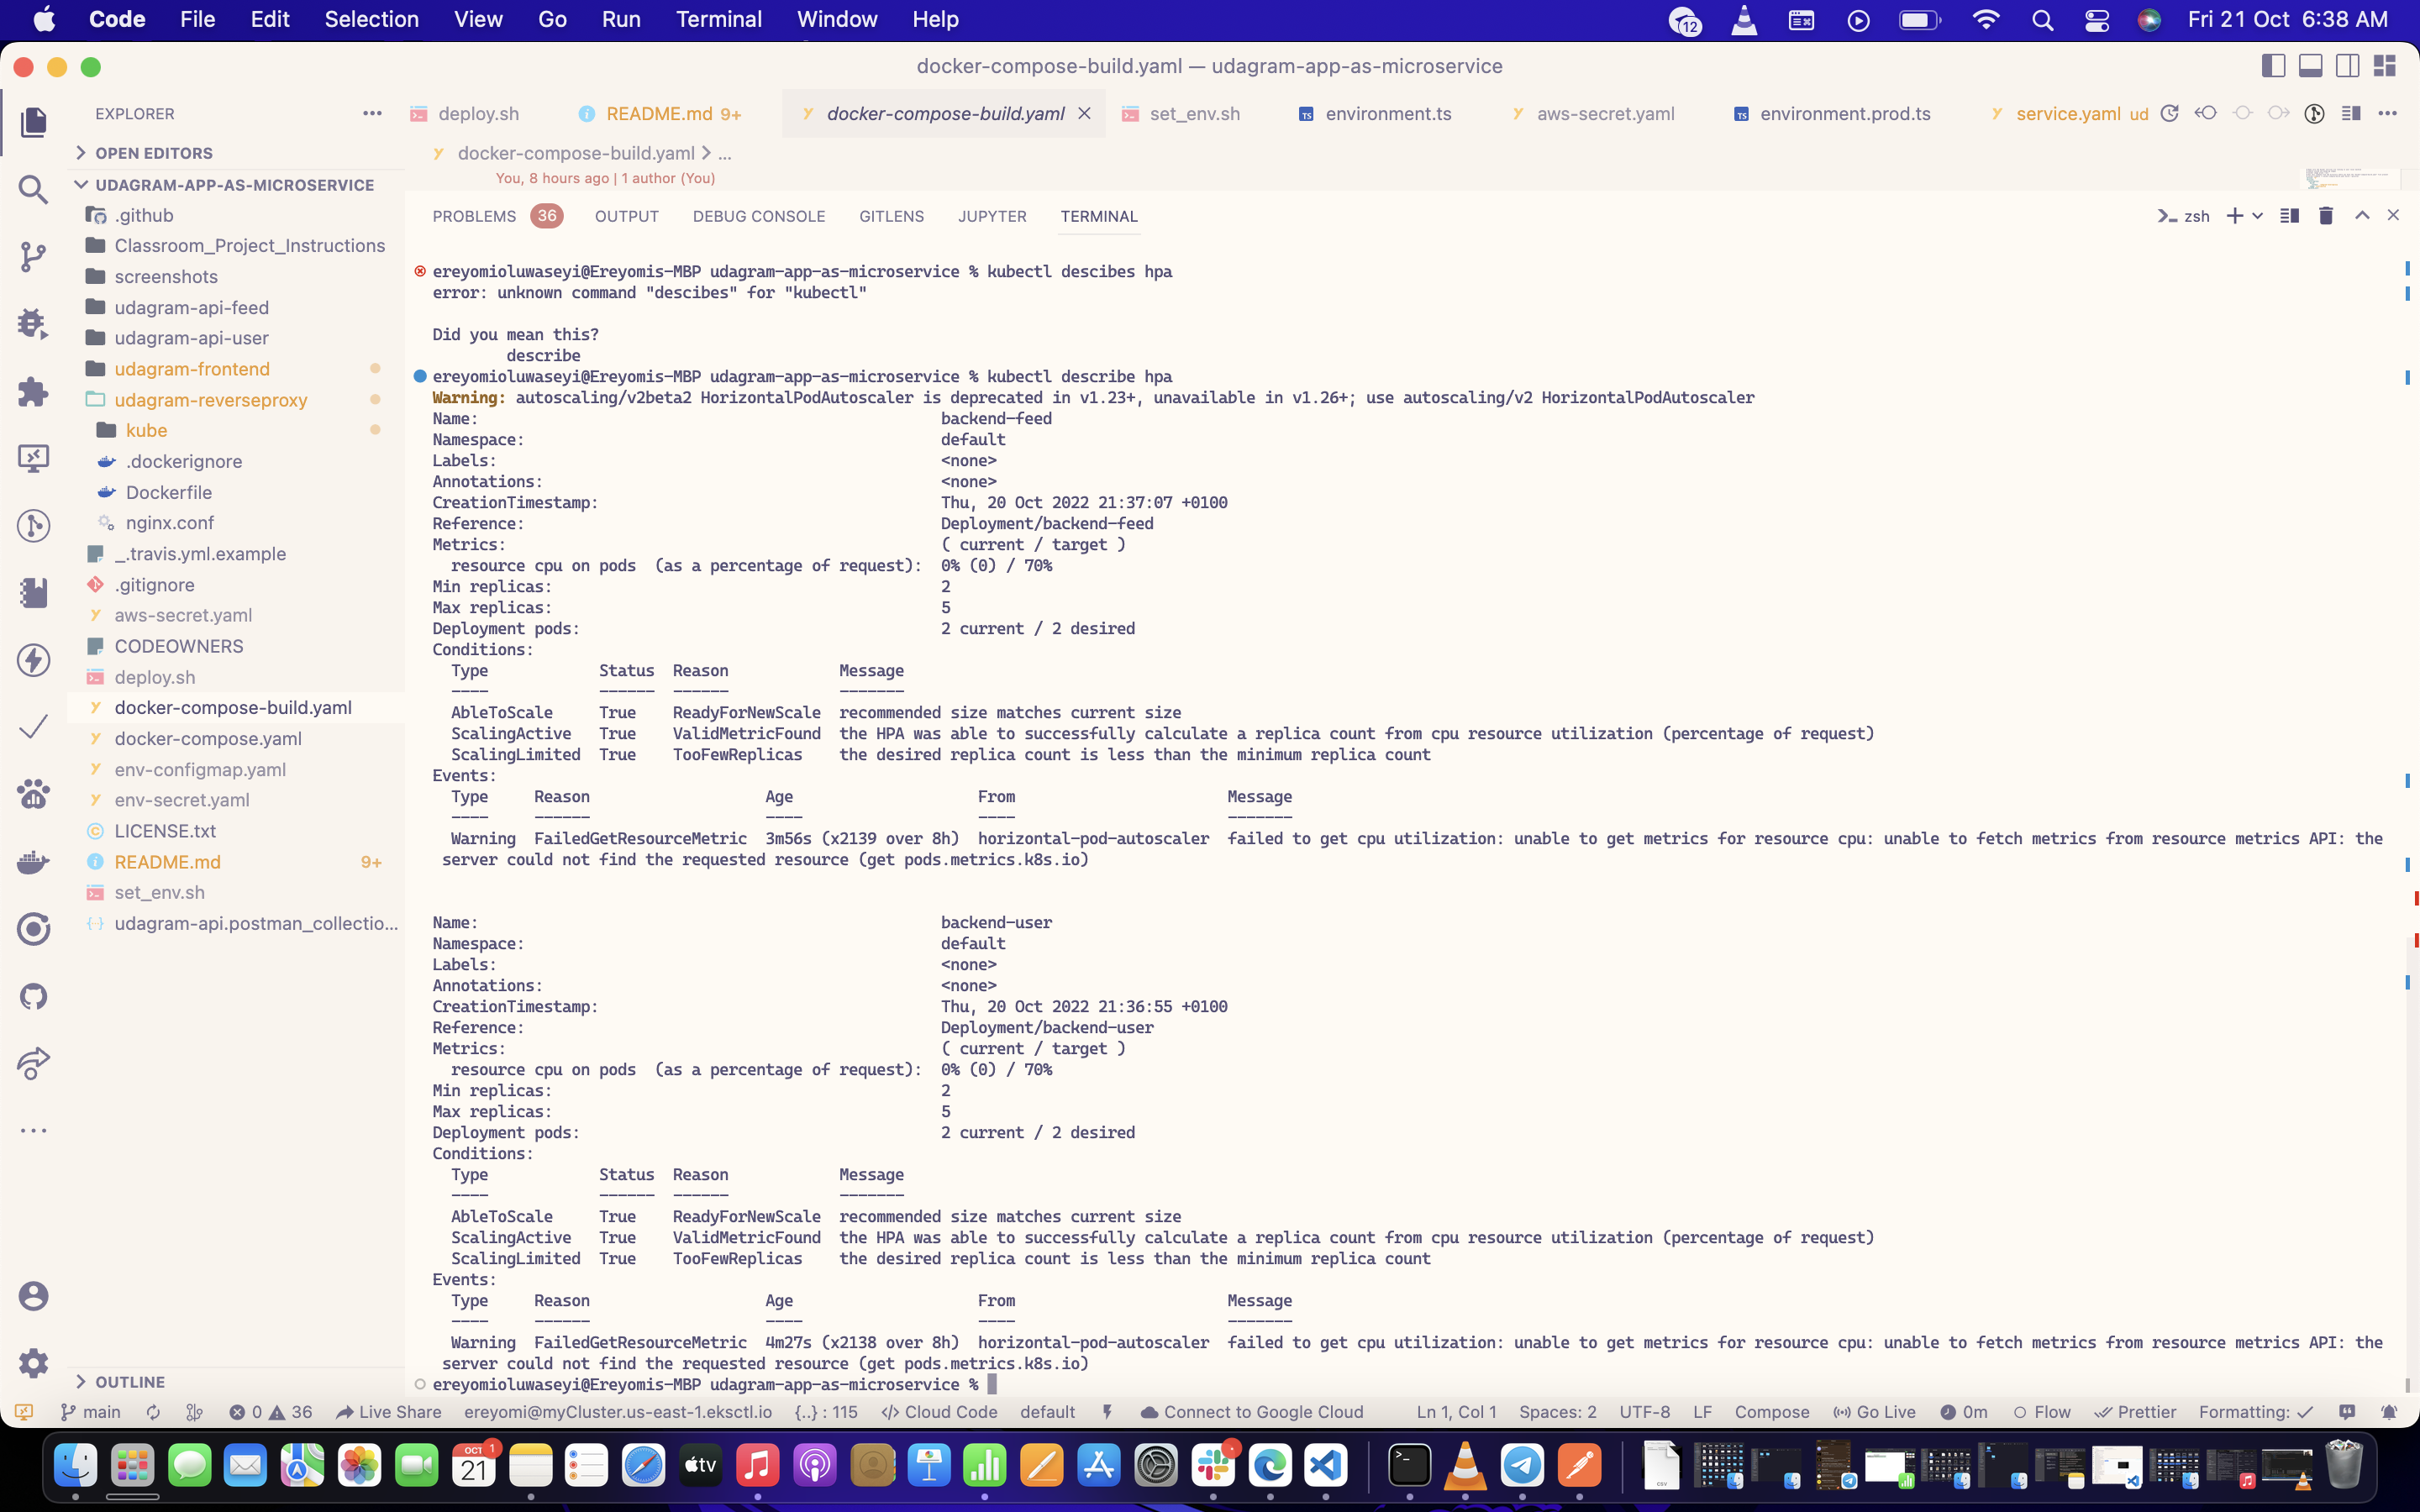 Code File Edit Selection View Go Run Terminal Window Help
12
Fri 21 Oct 6:38 AM
docker-compose-build.yaml — udagram-app-as-microservice
EXPLORER
deploy.sh
README.md 9+
docker-compose-build.yaml
set_env.sh
environment.ts
aws-secret.yaml
environment.prod.ts
service.yaml ud
OPEN EDITORS
UDAGRAM-APP-AS-MICROSERVICE
.github
Classroom_Project_Instructions
screenshots
udagram-api-feed
udagram-api-user
udagram-frontend
udagram-reverseproxy
kube
.dockerignore
Dockerfile
nginx.conf
_.travis.yml.example
.gitignore
aws-secret.yaml
CODEOWNERS
deploy.sh
docker-compose-build.yaml
docker-compose.yaml
env-configmap.yaml
env-secret.yaml
LICENSE.txt
README.md 9+
set_env.sh
udagram-api.postman_collectio...
OUTLINE
docker-compose-build.yaml > ...
You, 8 hours ago | 1 author (You)
PROBLEMS 36 OUTPUT DEBUG CONSOLE GITLENS JUPYTER TERMINAL
zsh
ereyomioluwaseyi@Ereyomis-MBP udagram-app-as-microservice % kubectl descibes hpa
error: unknown command "descibes" for "kubectl"
Did you mean this?
describe
ereyomioluwaseyi@Ereyomis-MBP udagram-app-as-microservice % kubectl describe hpa
Warning: autoscaling/v2beta2 HorizontalPodAutoscaler is deprecated in v1.23+, unavailable in v1.26+; use autoscaling/v2 HorizontalPodAutoscaler
Name: backend-feed
Namespace: default
Labels: <none>
Annotations: <none>
CreationTimestamp: Thu, 20 Oct 2022 21:37:07 +0100
Reference: Deployment/backend-feed
Metrics: ( current / target )
resource cpu on pods (as a percentage of request): 0% (0) / 70%
Min replicas: 2
Max replicas: 5
Deployment pods: 2 current / 2 desired
Conditions:
Type Status Reason Message
---- ------ ------ -------
AbleToScale True ReadyForNewScale recommended size matches current size
ScalingActive True ValidMetricFound the HPA was able to successfully calculate a replica count from cpu resource utilization (percentage of request)
ScalingLimited True TooFewReplicas the desired replica count is less than the minimum replica count
Events:
Type Reason Age From Message
---- ------ ---- ---- -------
Warning FailedGetResourceMetric 3m56s (x2139 over 8h) horizontal-pod-autoscaler failed to get cpu utilization: unable to get metrics for resource cpu: unable to fetch metrics from resource metrics API: the
server could not find the requested resource (get pods.metrics.k8s.io)
Name: backend-user
Namespace: default
Labels: <none>
Annotations: <none>
CreationTimestamp: Thu, 20 Oct 2022 21:36:55 +0100
Reference: Deployment/backend-user
Metrics: ( current / target )
resource cpu on pods (as a percentage of request): 0% (0) / 70%
Min replicas: 2
Max replicas: 5
Deployment pods: 2 current / 2 desired
Conditions:
Type Status Reason Message
---- ------ ------ -------
AbleToScale True ReadyForNewScale recommended size matches current size
ScalingActive True ValidMetricFound the HPA was able to successfully calculate a replica count from cpu resource utilization (percentage of request)
ScalingLimited True TooFewReplicas the desired replica count is less than the minimum replica count
Events:
Type Reason Age From Message
---- ------ ---- ---- -------
Warning FailedGetResourceMetric 4m27s (x2138 over 8h) horizontal-pod-autoscaler failed to get cpu utilization: unable to get metrics for resource cpu: unable to fetch metrics from resource metrics API: the
server could not find the requested resource (get pods.metrics.k8s.io)
ereyomioluwaseyi@Ereyomis-MBP udagram-app-as-microservice %
main 0 36 Live Share ereyomi@myCluster.us-east-1.eksctl.io {..} : 115 </> Cloud Code default Connect to Google Cloud Ln 1, Col 1 Spaces: 2 UTF-8 LF Compose Go Live 0m Flow Prettier Formatting: ✓
OCT 1
21
tv
CSV